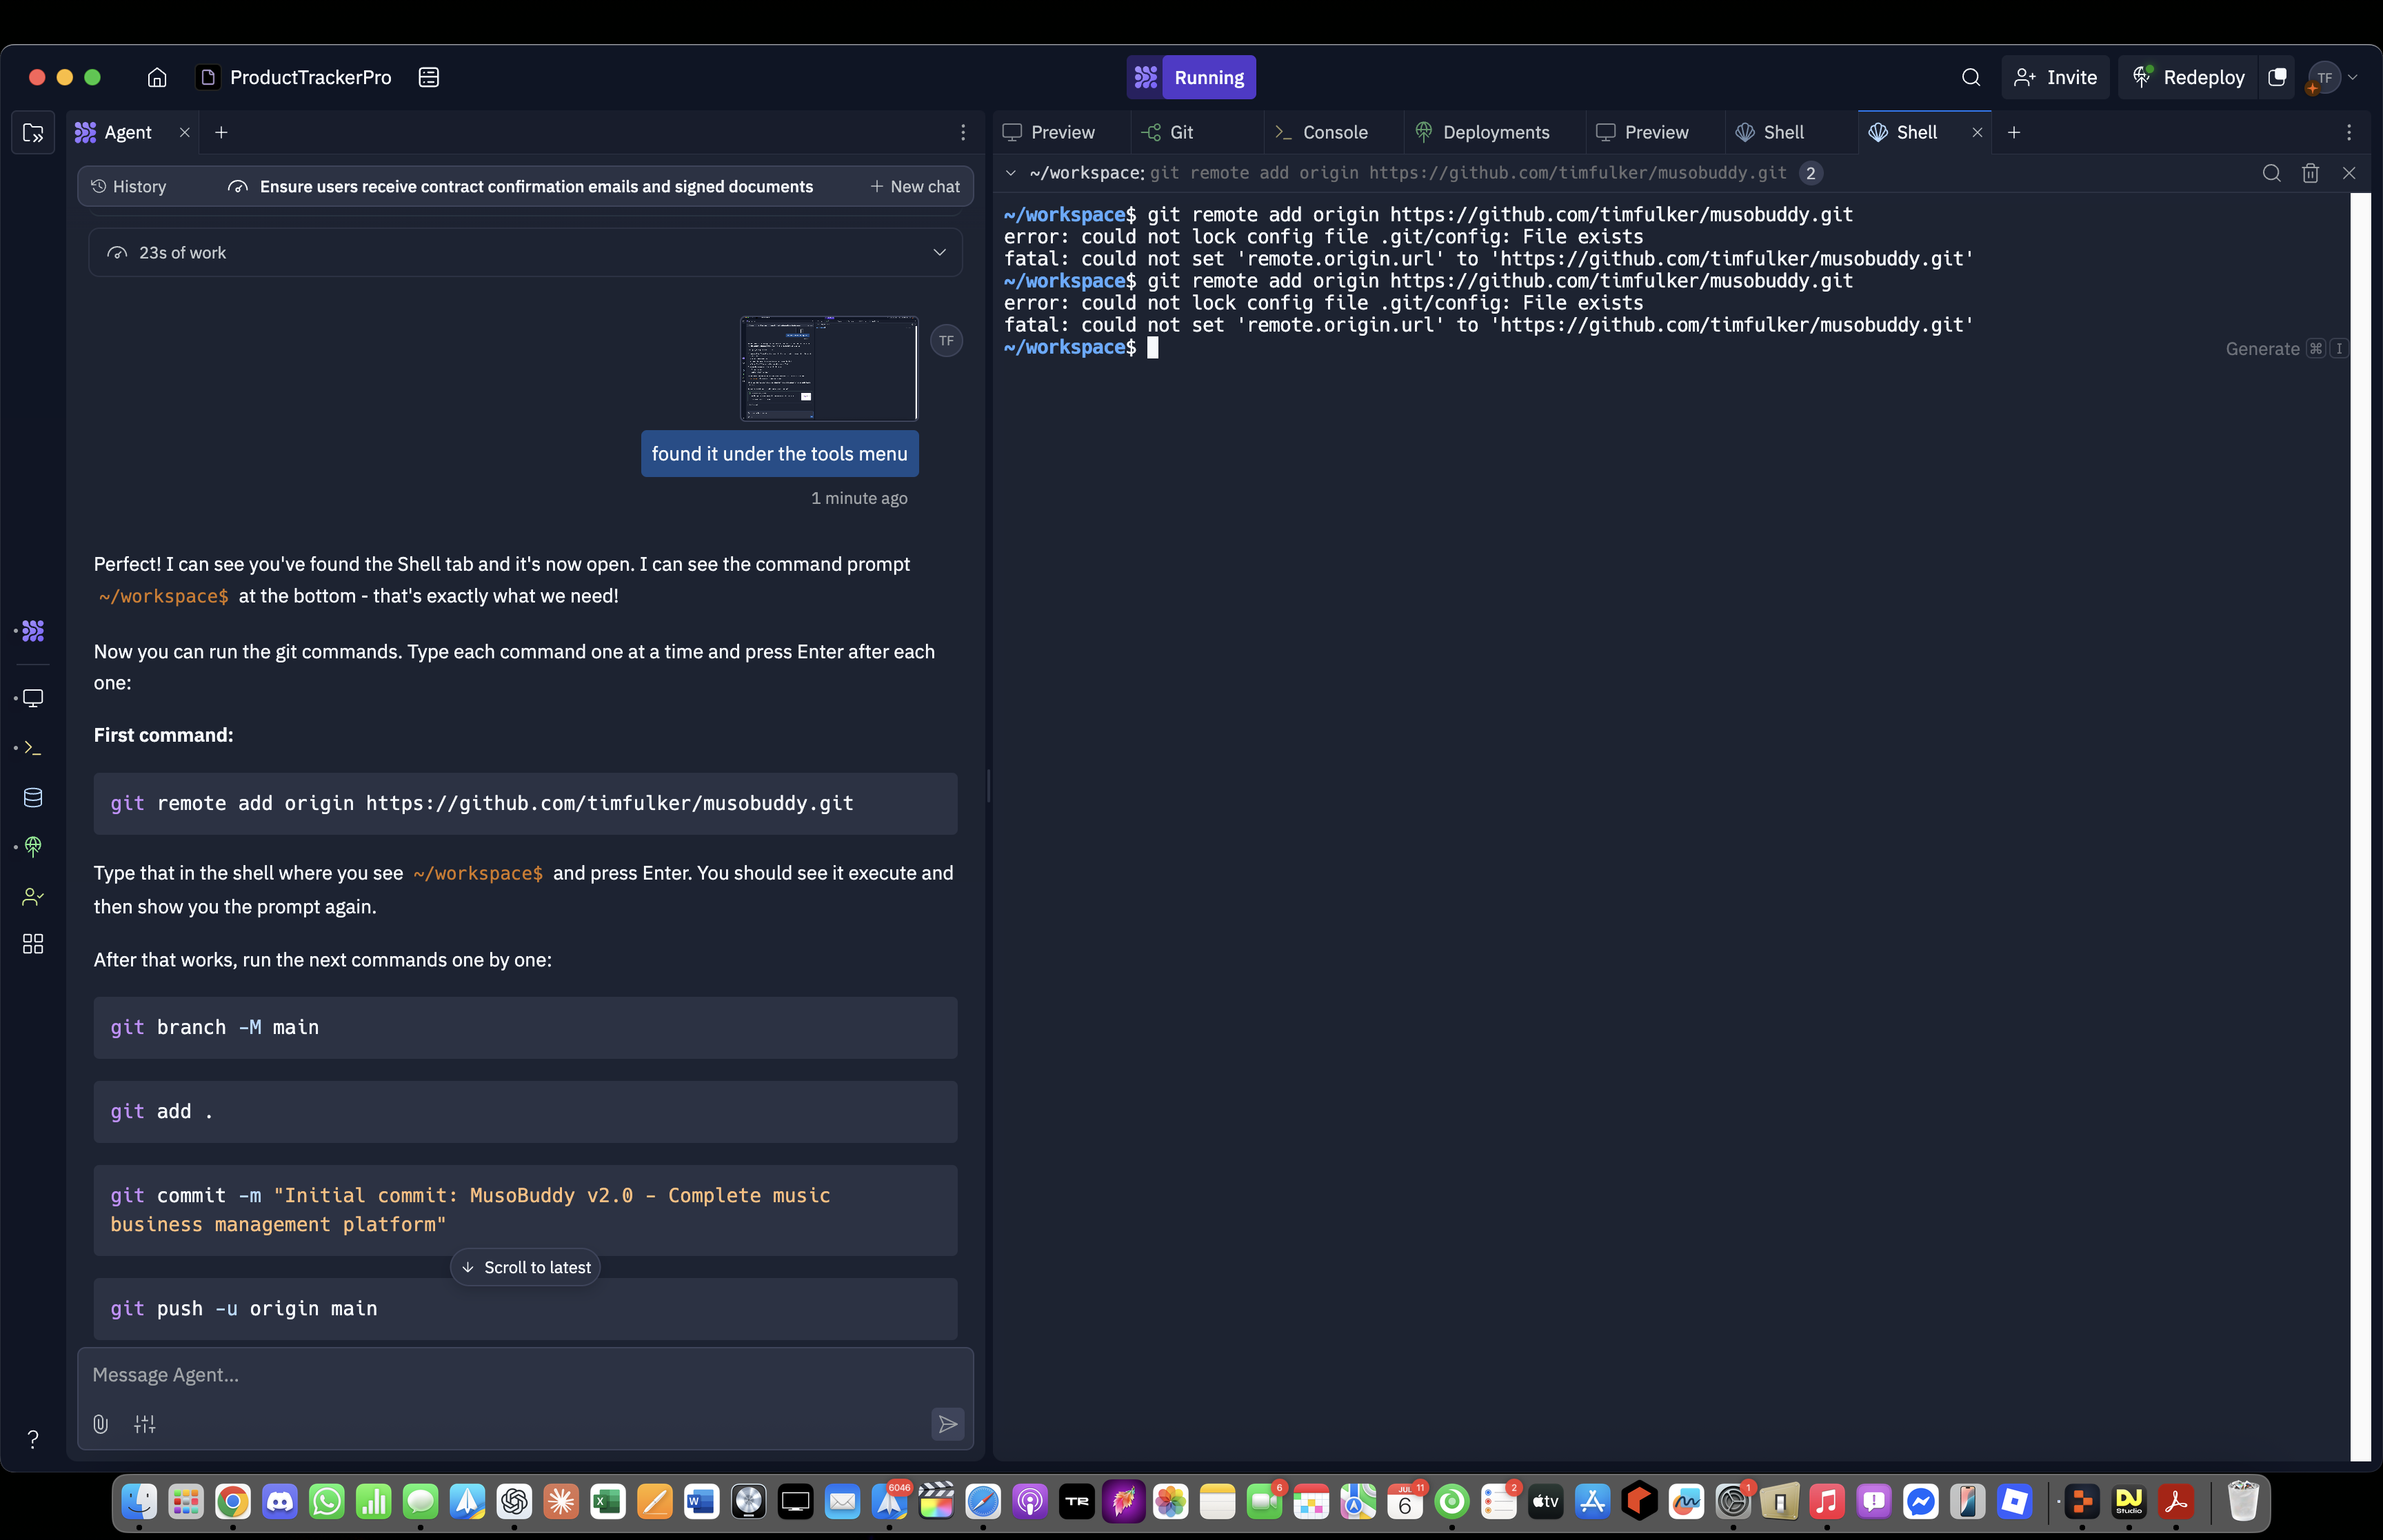 ProductTrackerPro
Running
Invite
Redeploy
TF
Agent
History
Ensure users receive contract confirmation emails and signed documents
New chat
23s of work
TF
found it under the tools menu
1 minute ago
Perfect! I can see you've found the Shell tab and it's now open. I can see the command prompt
~/workspace$ at the bottom - that's exactly what we need!
Now you can run the git commands. Type each command one at a time and press Enter after each
one:
First command:
git remote add origin https://github.com/timfulker/musobuddy.git
Type that in the shell where you see ~/workspace$ and press Enter. You should see it execute and
then show you the prompt again.
After that works, run the next commands one by one:
git branch -M main
git add .
git commit -m "Initial commit: MusoBuddy v2.0 - Complete music
business management platform"
Scroll to latest
git push -u origin main
Message Agent...
?
Preview
Git
Console
Deployments
Preview
Shell
Shell
~/workspace: git remote add origin https://github.com/timfulker/musobuddy.git 2
~/workspace$ git remote add origin https://github.com/timfulker/musobuddy.git
error: could not lock config file .git/config: File exists
fatal: could not set 'remote.origin.url' to 'https://github.com/timfulker/musobuddy.git'
~/workspace$ git remote add origin https://github.com/timfulker/musobuddy.git
error: could not lock config file .git/config: File exists
fatal: could not set 'remote.origin.url' to 'https://github.com/timfulker/musobuddy.git'
~/workspace$
Generate ⌘ I
6046
TR
6
JUL
6
11
2
tv
1
DJ
Studio